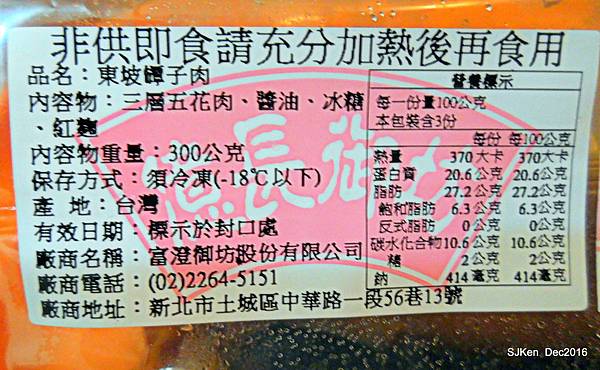 非供即食請充分加熱後再食用
品名：東坡罈子肉
內容物：三層五花肉、醬油、冰糖
、紅麴
內容物重量：300公克
保存方式：須冷凍(-18℃以下)
產 地：台灣
有效日期：標示於封口處
廠商名稱：富澄御坊股份有限公司
廠商電話：(02)2264-5151
廠商地址：新北市土城區中華路一段56巷13號
營養標示
每一份量100公克
本包裝含3份
每份 每100公克
熱量 370大卡 370大卡
蛋白質 20.6公克 20.6公克
脂肪 27.2公克 27.2公克
飽和脂肪 6.3公克 6.3公克
反式脂肪 0公克 0公克
碳水化合物 10.6公克 10.6公克
糖 2公克 2公克
鈉 414毫克 414毫克
長御坊
SJKen Dec2016